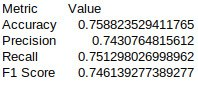 Metric Value
Accuracy 0.758823529411765
Precision 0.7430764815612
Recall 0.751298026998962
F1 Score 0.746139277389277